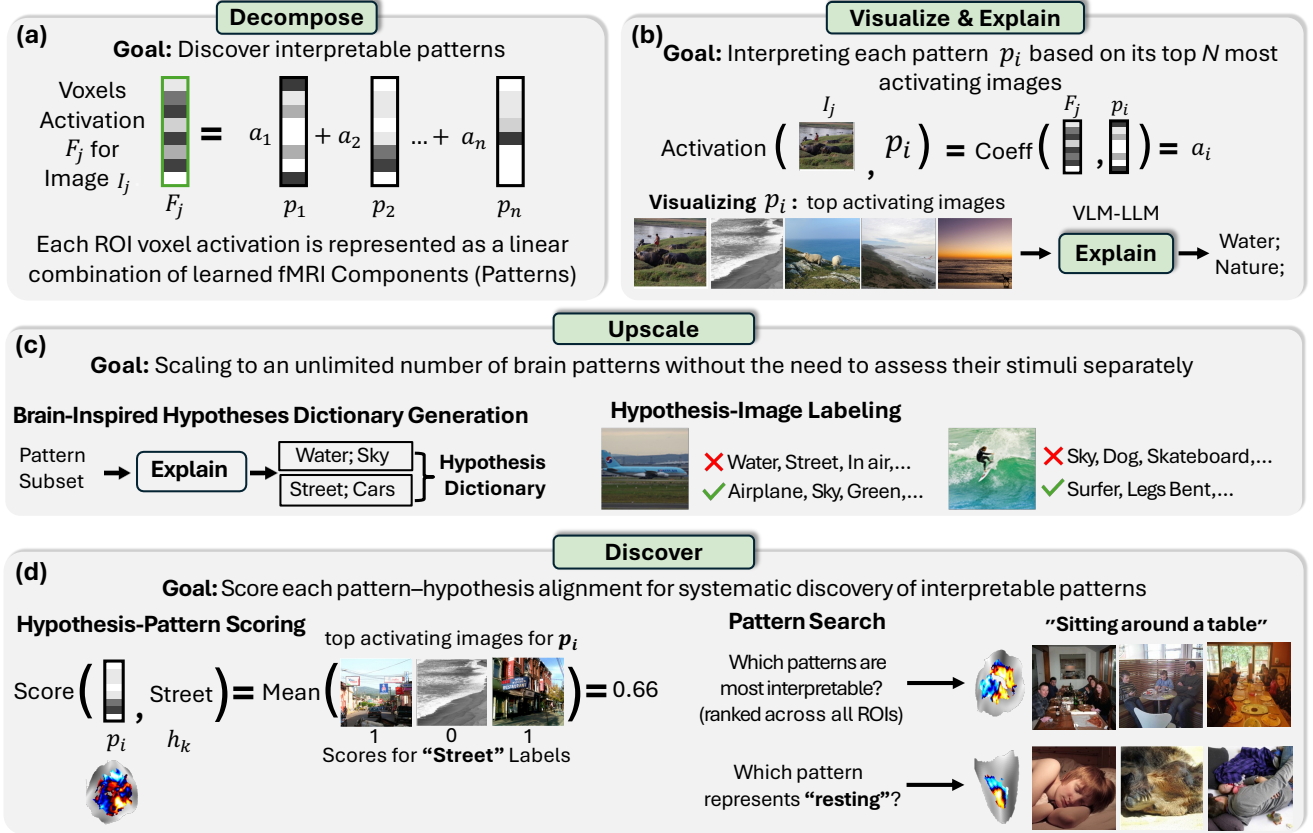 Decompose
(a)
Goal: Discover interpretable patterns
Voxels
Activation
F_j for
Image I_j
= a_1 + a_2 ... + a_n
F_j p_1 p_2 p_n
Each ROI voxel activation is represented as a linear
combination of learned fMRI Components (Patterns)
Visualize & Explain
(b)
Goal: Interpreting each pattern p_i based on its top N most
activating images
I_j F_j p_i
Activation ( , p_i ) = Coeff ( , ) = a_i
Visualizing p_i : top activating images
VLM-LLM
Explain
Water;
Nature;
Upscale
(c)
Goal: Scaling to an unlimited number of brain patterns without the need to assess their stimuli separately
Brain-Inspired Hypotheses Dictionary Generation
Pattern
Subset
Explain
Water; Sky
Street; Cars
Hypothesis
Dictionary
Hypothesis-Image Labeling
Water, Street, In air,...
Airplane, Sky, Green,...
Sky, Dog, Skateboard,...
Surfer, Legs Bent,...
Discover
(d)
Goal: Score each pattern–hypothesis alignment for systematic discovery of interpretable patterns
Hypothesis-Pattern Scoring
top activating images for p_i
Score ( , Street ) = Mean ( ) = 0.66
p_i h_k
1 0 1
Scores for “Street” Labels
Pattern Search
Which patterns are
most interpretable?
(ranked across all ROIs)
”Sitting around a table”
Which pattern
represents “resting”?